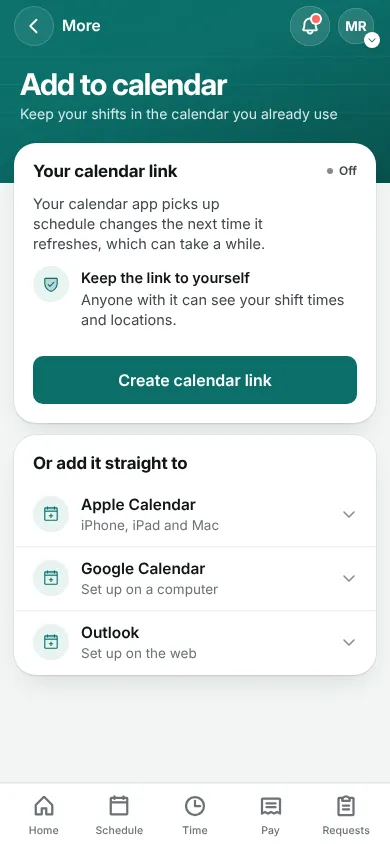 More
MR
Add to calendar
Keep your shifts in the calendar you already use
Your calendar link
Off
Your calendar app picks up
schedule changes the next time it
refreshes, which can take a while.
Keep the link to yourself
Anyone with it can see your shift times
and locations.
Create calendar link
Or add it straight to
Apple Calendar
iPhone, iPad and Mac
Google Calendar
Set up on a computer
Outlook
Set up on the web
Home
Schedule
Time
Pay
Requests